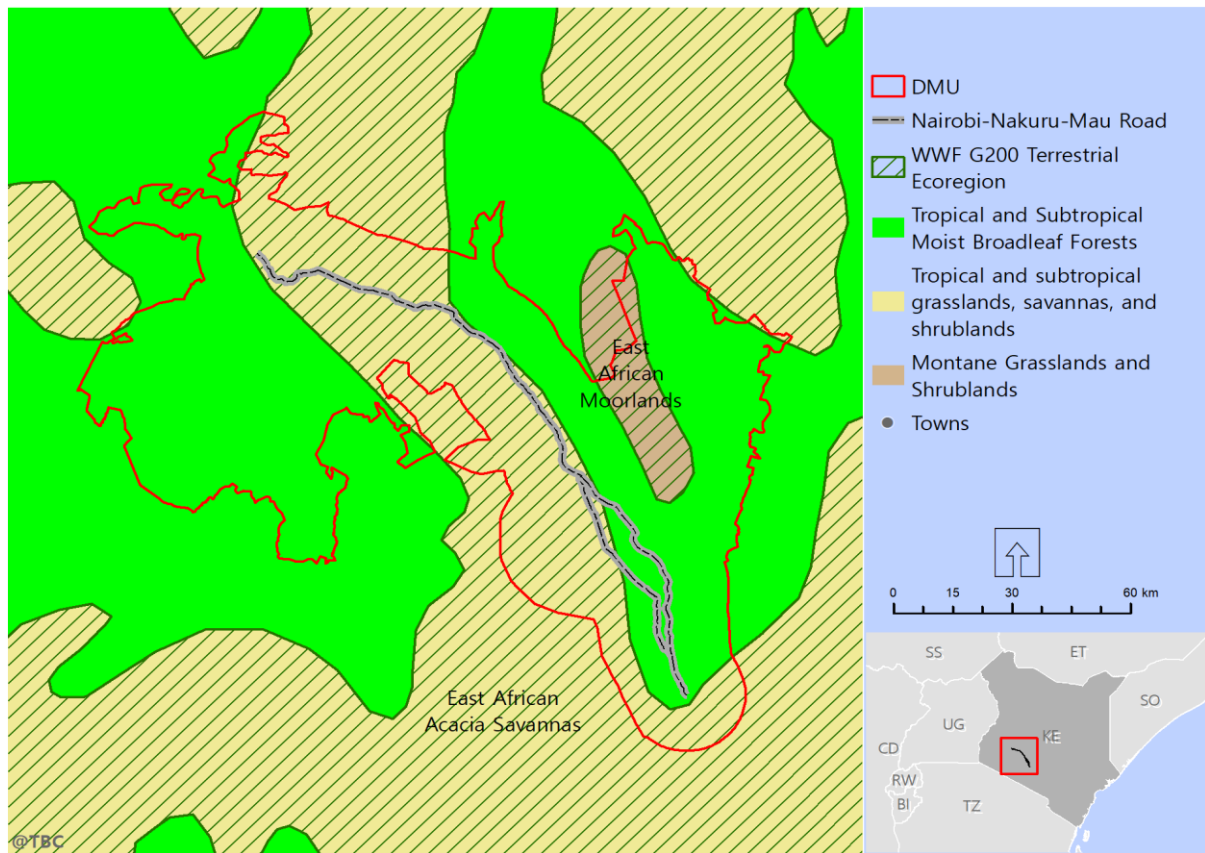 East
African
Moorlands
East African
Acacia Savannas
@TBC
DMU
Nairobi-Nakuru-Mau Road
WWF G200 Terrestrial
Ecoregion
Tropical and Subtropical
Moist Broadleaf Forests
Tropical and subtropical
grasslands, savannas, and
shrublands
Montane Grasslands and
Shrublands
Towns
0 15 30 60 km
SS
ET
SO
UG
KE
CD
RW
BI
TZ